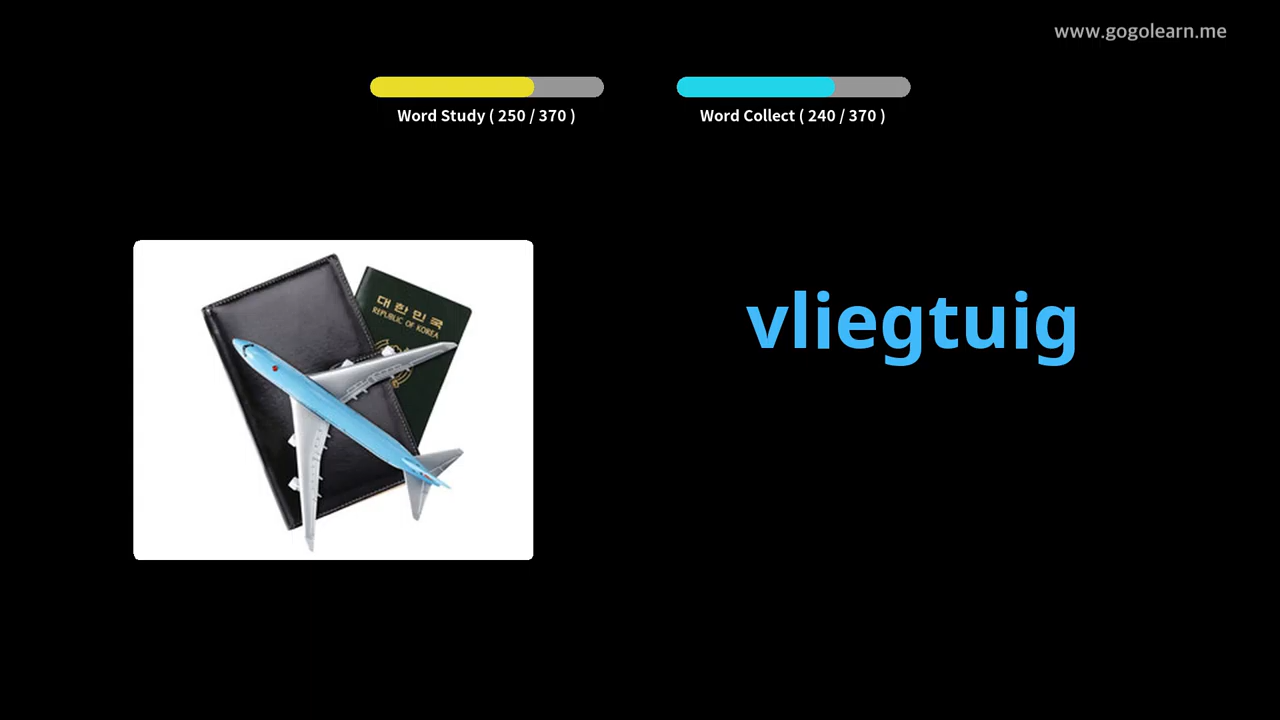 www.gogolearn.me
Word Study ( 250 / 370 )
Word Collect ( 240 / 370 )
대한민국
REPUBLIC OF KOREA
vliegtuig